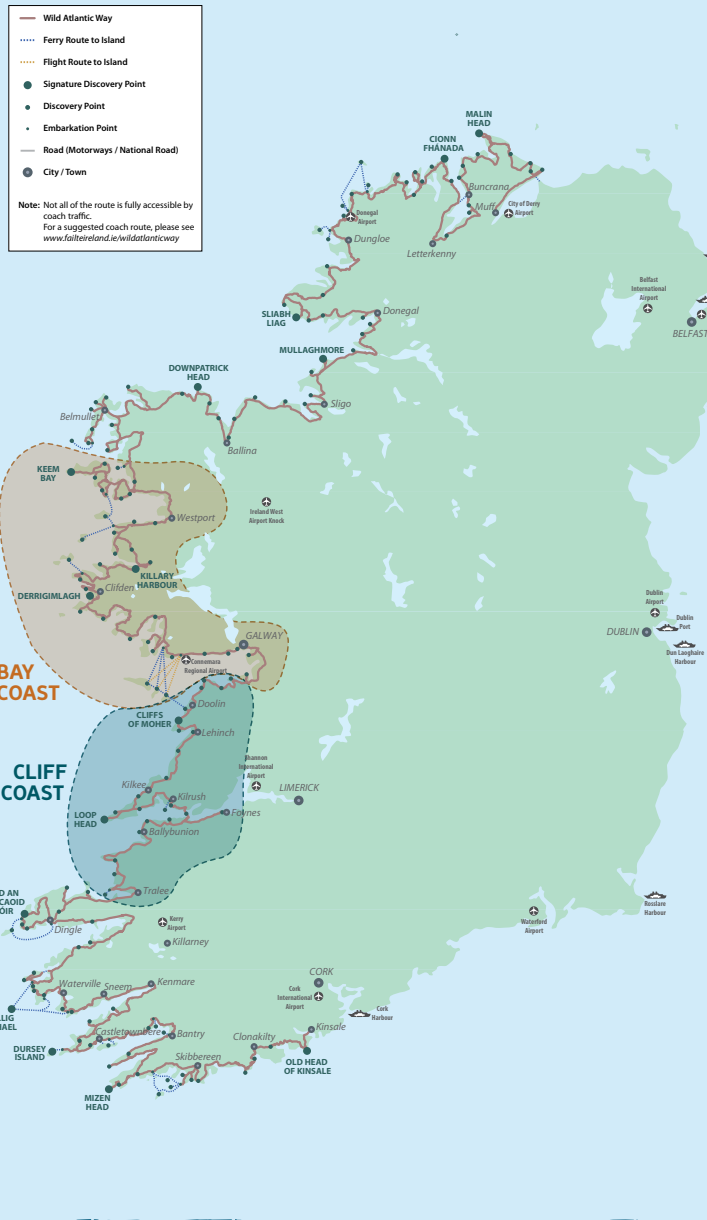 Wild Atlantic Way
Ferry Route to Island
Flight Route to Island
Signature Discovery Point
Discovery Point
Embarkation Point
Road (Motorways / National Road)
City / Town
Note: Not all of the route is fully accessible by
coach traffic.
For a suggested coach route, please see
www.failteireland.ie/wildatlanticway
MALIN
HEAD
CIONN
FHÁNADA
Buncrana
Muff
City of Derry
Airport
Donegal
Airport
Dungloe
Letterkenny
Belfast
International
Airport
BELFAST
SLIABH
LIAG
Donegal
MULLAGHMORE
DOWNPATRICK
HEAD
Belmullet
Sligo
Ballina
KEEM
BAY
Westport
Ireland West
Airport Knock
KILLARY
HARBOUR
Clifden
DERRIGIMLAGH
Dublin
Airport
Dublin
Port
DUBLIN
Dun Laoghaire
Harbour
GALWAY
Connemara
Regional Airport
BAY
COAST
Doolin
CLIFFS
OF MOHER
Lehinch
CLIFF
COAST
Shannon
International
Airport
Kilkee
Kilrush
LIMERICK
LOOP
HEAD
Foynes
Ballybunion
Tralee
D AN
CAOID
ÓIR
Dingle
Kerry
Airport
Killarney
Waterford
Airport
Rosslare
Harbour
Waterville
Sneem
Kenmare
CORK
Cork
International
Airport
Cork
Harbour
LIG
HAEL
Castletownbere
Bantry
Clonakilty
Kinsale
DURSEY
ISLAND
Skibbereen
OLD HEAD
OF KINSALE
MIZEN
HEAD